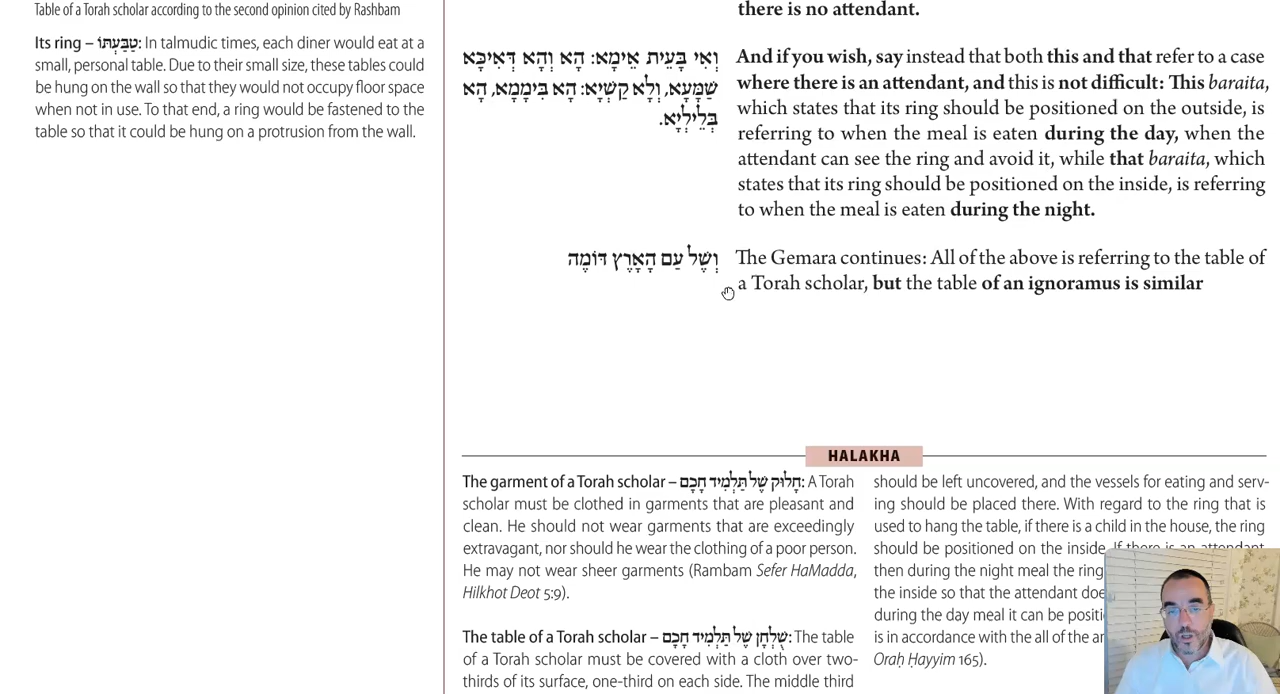 Table of a Torah scholar according to the second opinion cited by Rashbam
Its ring – טַבַּעְתּוֹ: In talmudic times, each diner would eat at a
small, personal table. Due to their small size, these tables could
be hung on the wall so that they would not occupy floor space
when not in use. To that end, a ring would be fastened to the
table so that it could be hung on a protrusion from the wall.
there is no attendant.
וְאִי בָּעֵית אֵימָא: הָא וְהָא דְּאִיכָּא
שַׁמָּעָא, וְלָא קַשְׁיָא: הָא בִּימָמָא, הָא
בְּלֵילְיָא.
And if you wish, say instead that both this and that refer to a case
where there is an attendant, and this is not difficult: This baraita,
which states that its ring should be positioned on the outside, is
referring to when the meal is eaten during the day, when the
attendant can see the ring and avoid it, while that baraita, which
states that its ring should be positioned on the inside, is referring
to when the meal is eaten during the night.
וְשֶׁל עַם הָאָרֶץ דּוֹמֶה
The Gemara continues: All of the above is referring to the table of
a Torah scholar, but the table of an ignoramus is similar
HALAKHA
The garment of a Torah scholar – חָלוּק שֶׁל תַּלְמִיד חָכָם: A Torah
scholar must be clothed in garments that are pleasant and
clean. He should not wear garments that are exceedingly
extravagant, nor should he wear the clothing of a poor person.
He may not wear sheer garments (Rambam Sefer HaMadda,
Hilkhot Deot 5:9).
The table of a Torah scholar – שֻׁלְחָן שֶׁל תַּלְמִיד חָכָם: The table
of a Torah scholar must be covered with a cloth over two-
thirds of its surface, one-third on each side. The middle third
should be left uncovered, and the vessels for eating and serv-
ing should be placed there. With regard to the ring that is
used to hang the table, if there is a child in the house, the ring
should be positioned on the inside. If there is an attendant,
then during the night meal the ring
the inside so that the attendant doe
during the day meal it can be positi
is in accordance with the all of the ar
Oraḥ Ḥayyim 165).